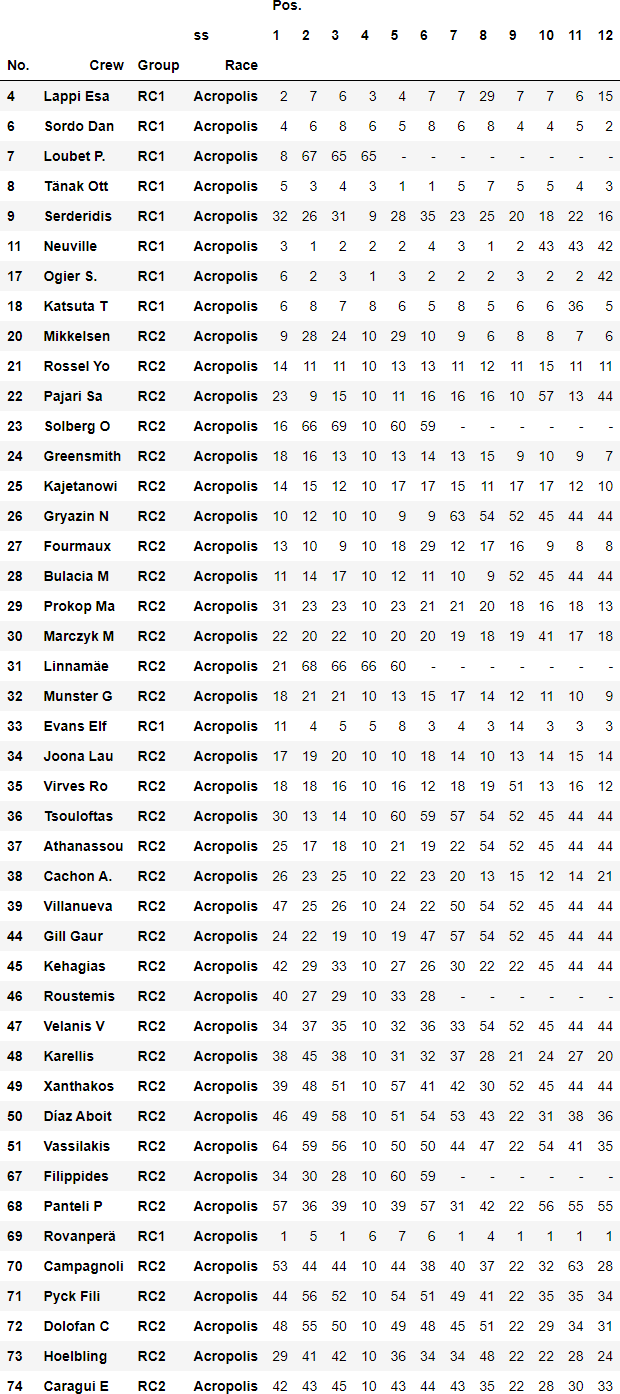 Pos.
ss 1 2 3 4 5 6 7 8 9 10 11 12
No. Crew Group Race
4 Lappi Esa RC1 Acropolis 2 7 6 3 4 7 7 29 7 7 6 15
6 Sordo Dan RC1 Acropolis 4 6 8 6 5 8 6 8 4 4 5 2
7 Loubet P. RC1 Acropolis 8 67 65 65 - - - - - - - -
8 Tänak Ott RC1 Acropolis 5 3 4 3 1 1 5 7 5 5 4 3
9 Serderidis RC1 Acropolis 32 26 31 9 28 35 23 25 20 18 22 16
11 Neuville RC1 Acropolis 3 1 2 2 2 4 3 1 2 43 43 42
17 Ogier S. RC1 Acropolis 6 2 3 1 3 2 2 2 3 2 2 42
18 Katsuta T RC1 Acropolis 6 8 7 8 6 5 8 5 6 6 36 5
20 Mikkelsen RC2 Acropolis 9 28 24 10 29 10 9 6 8 8 7 6
21 Rossel Yo RC2 Acropolis 14 11 11 10 13 13 11 12 11 15 11 11
22 Pajari Sa RC2 Acropolis 23 9 15 10 11 16 16 16 10 57 13 44
23 Solberg O RC2 Acropolis 16 66 69 10 60 59 - - - - - -
24 Greensmith RC2 Acropolis 18 16 13 10 13 14 13 15 9 10 9 7
25 Kajetanowi RC2 Acropolis 14 15 12 10 17 17 15 11 17 17 12 10
26 Gryazin N RC2 Acropolis 10 12 10 10 9 9 63 54 52 45 44 44
27 Fourmaux RC2 Acropolis 13 10 9 10 18 29 12 17 16 9 8 8
28 Bulacia M RC2 Acropolis 11 14 17 10 12 11 10 9 52 45 44 44
29 Prokop Ma RC2 Acropolis 31 23 23 10 23 21 21 20 18 16 18 13
30 Marczyk M RC2 Acropolis 22 20 22 10 20 20 19 18 19 41 17 18
31 Linnamäe RC2 Acropolis 21 68 66 66 60 - - - - - - -
32 Munster G RC2 Acropolis 18 21 21 10 13 15 17 14 12 11 10 9
33 Evans Elf RC1 Acropolis 11 4 5 5 8 3 4 3 14 3 3 3
34 Joona Lau RC2 Acropolis 17 19 20 10 10 18 14 10 13 14 15 14
35 Virves Ro RC2 Acropolis 18 18 16 10 16 12 18 19 51 13 16 12
36 Tsouloftas RC2 Acropolis 30 13 14 10 60 59 57 54 52 45 44 44
37 Athanassou RC2 Acropolis 25 17 18 10 21 19 22 54 52 45 44 44
38 Cachon A. RC2 Acropolis 26 23 25 10 22 23 20 13 15 12 14 21
39 Villanueva RC2 Acropolis 47 25 26 10 24 22 50 54 52 45 44 44
44 Gill Gaur RC2 Acropolis 24 22 19 10 19 47 57 54 52 45 44 44
45 Kehagias RC2 Acropolis 42 29 33 10 27 26 30 22 22 45 44 44
46 Roustemis RC2 Acropolis 40 27 29 10 33 28 - - - - - -
47 Velanis V RC2 Acropolis 34 37 35 10 32 36 33 54 52 45 44 44
48 Karellis RC2 Acropolis 38 45 38 10 31 32 37 28 21 24 27 20
49 Xanthakos RC2 Acropolis 39 48 51 10 57 41 42 30 52 45 44 44
50 Díaz Aboit RC2 Acropolis 46 49 58 10 51 54 53 43 22 31 38 36
51 Vassilakis RC2 Acropolis 64 59 56 10 50 50 44 47 22 54 41 35
67 Filippides RC2 Acropolis 34 30 28 10 60 59 - - - - - -
68 Panteli P RC2 Acropolis 57 36 39 10 39 57 31 42 22 56 55 55
69 Rovanperä RC1 Acropolis 1 5 1 6 7 6 1 4 1 1 1 1
70 Campagnoli RC2 Acropolis 53 44 44 10 44 38 40 37 22 32 63 28
71 Pyck Fili RC2 Acropolis 44 56 52 10 54 51 49 41 22 35 35 34
72 Dolofan C RC2 Acropolis 48 55 50 10 49 48 45 51 22 29 34 31
73 Hoelbling RC2 Acropolis 29 41 42 10 36 34 34 48 22 22 28 24
74 Caragui E RC2 Acropolis 42 43 45 10 43 44 43 35 22 28 30 33